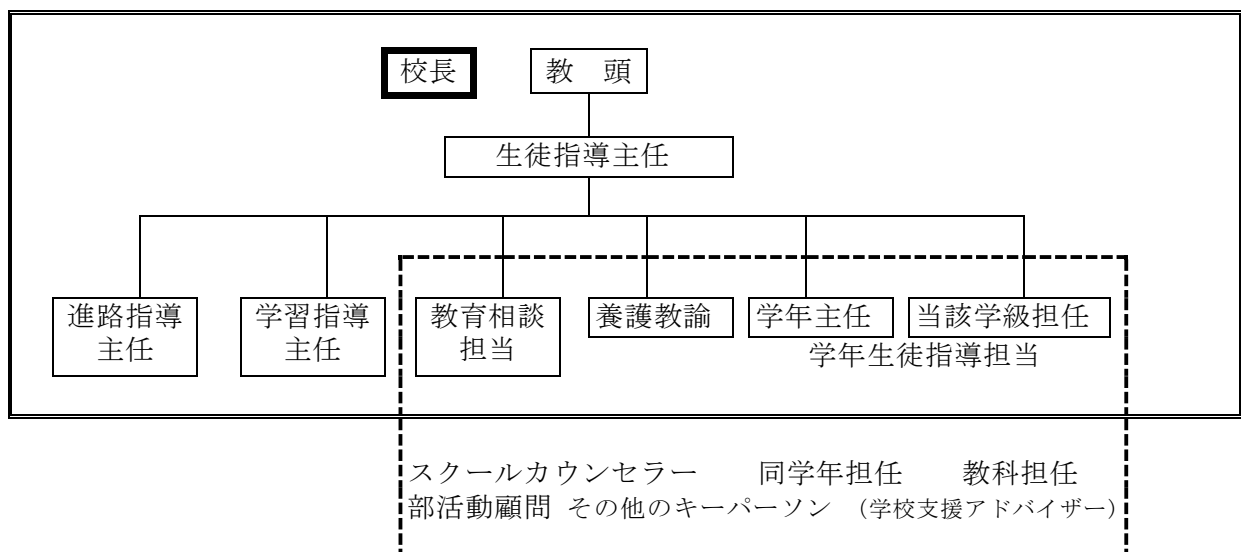 校長 教 頭
生徒指導主任
進路指導主任
学習指導主任
教育相談担当
養護教諭
学年主任
当該学級担任
学年生徒指導担当
スクールカウンセラー 同学年担任 教科担任
部活動顧問 その他のキーパーソン (学校支援アドバイザー)